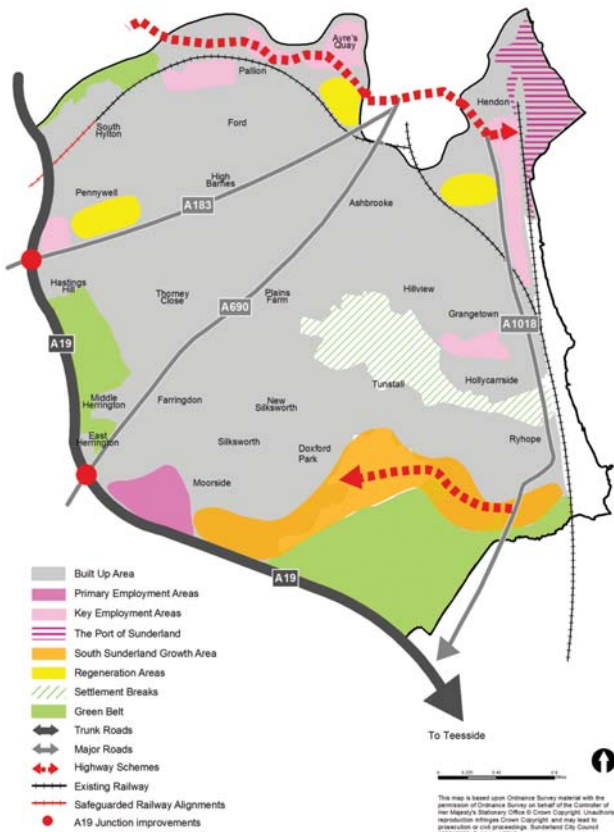 Ayre's
Quay
Pallion
Hendon
South
Hylton
Ford
High
Barnes
Pennywell
A183
Ashbrooke
Hastings
Hill
Thorney
Close
Plains
Farm
Hillview
A690
Grangetown
A1018
A19
Middle
Herrington
Farringdon
New
Silksworth
Tunstall
Hollycarrside
East
Herrington
Silksworth
Doxford
Park
Ryhope
Moorside
A19
To Teesside
Built Up Area
Primary Employment Areas
Key Employment Areas
The Port of Sunderland
South Sunderland Growth Area
Regeneration Areas
Settlement Breaks
Green Belt
Trunk Roads
Major Roads
Highway Schemes
Existing Railway
Safeguarded Railway Alignments
A19 Junction improvements
This map is based upon Ordnance Survey material with the
permission of Ordnance Survey on behalf of the Controller of
Her Majesty's Stationery Office © Crown Copyright. Unauthoris
reproduction infringes Crown Copyright and may lead to
prosecution or civil proceedings. Sunderland City Council